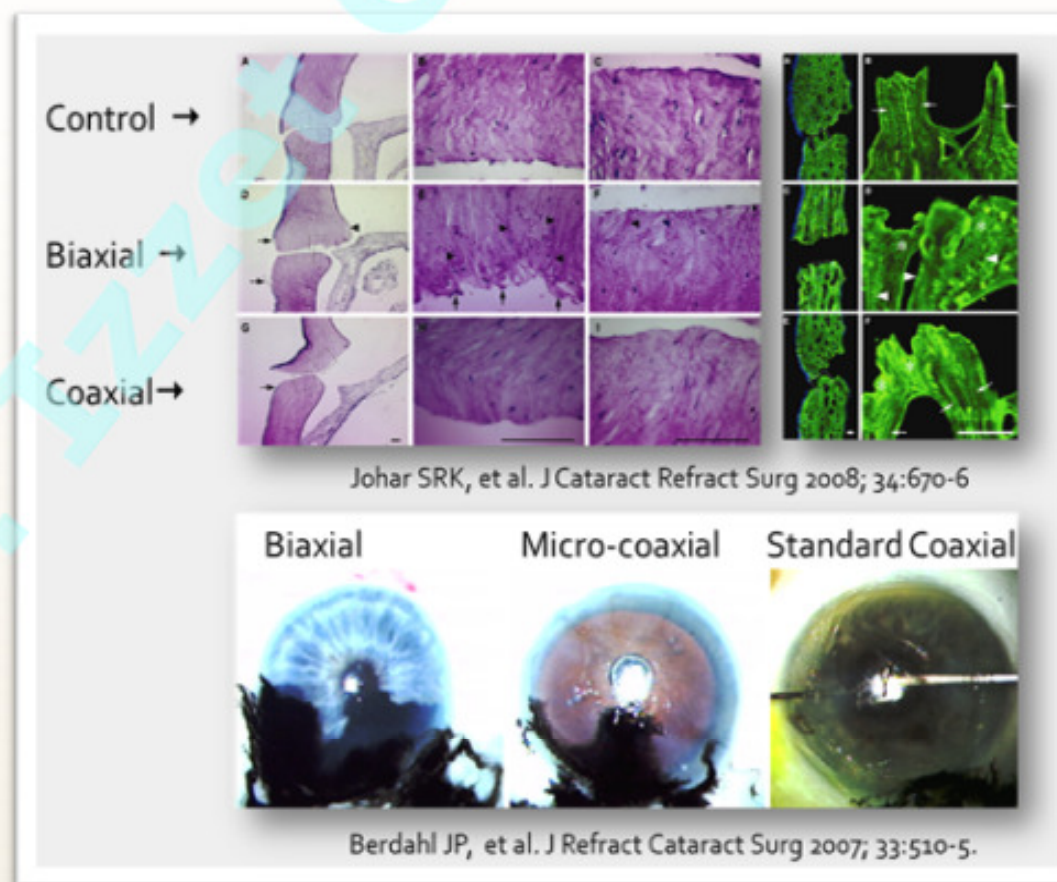 Control →
A B C A B
Biaxial →
D E F C D
Coaxial→
G H I E F
Johar SRK, et al. J Cataract Refract Surg 2008; 34:670-6
Biaxial Micro-coaxial Standard Coaxial
Berdahl JP, et al. J Refract Cataract Surg 2007; 33:510-5.
Izzet